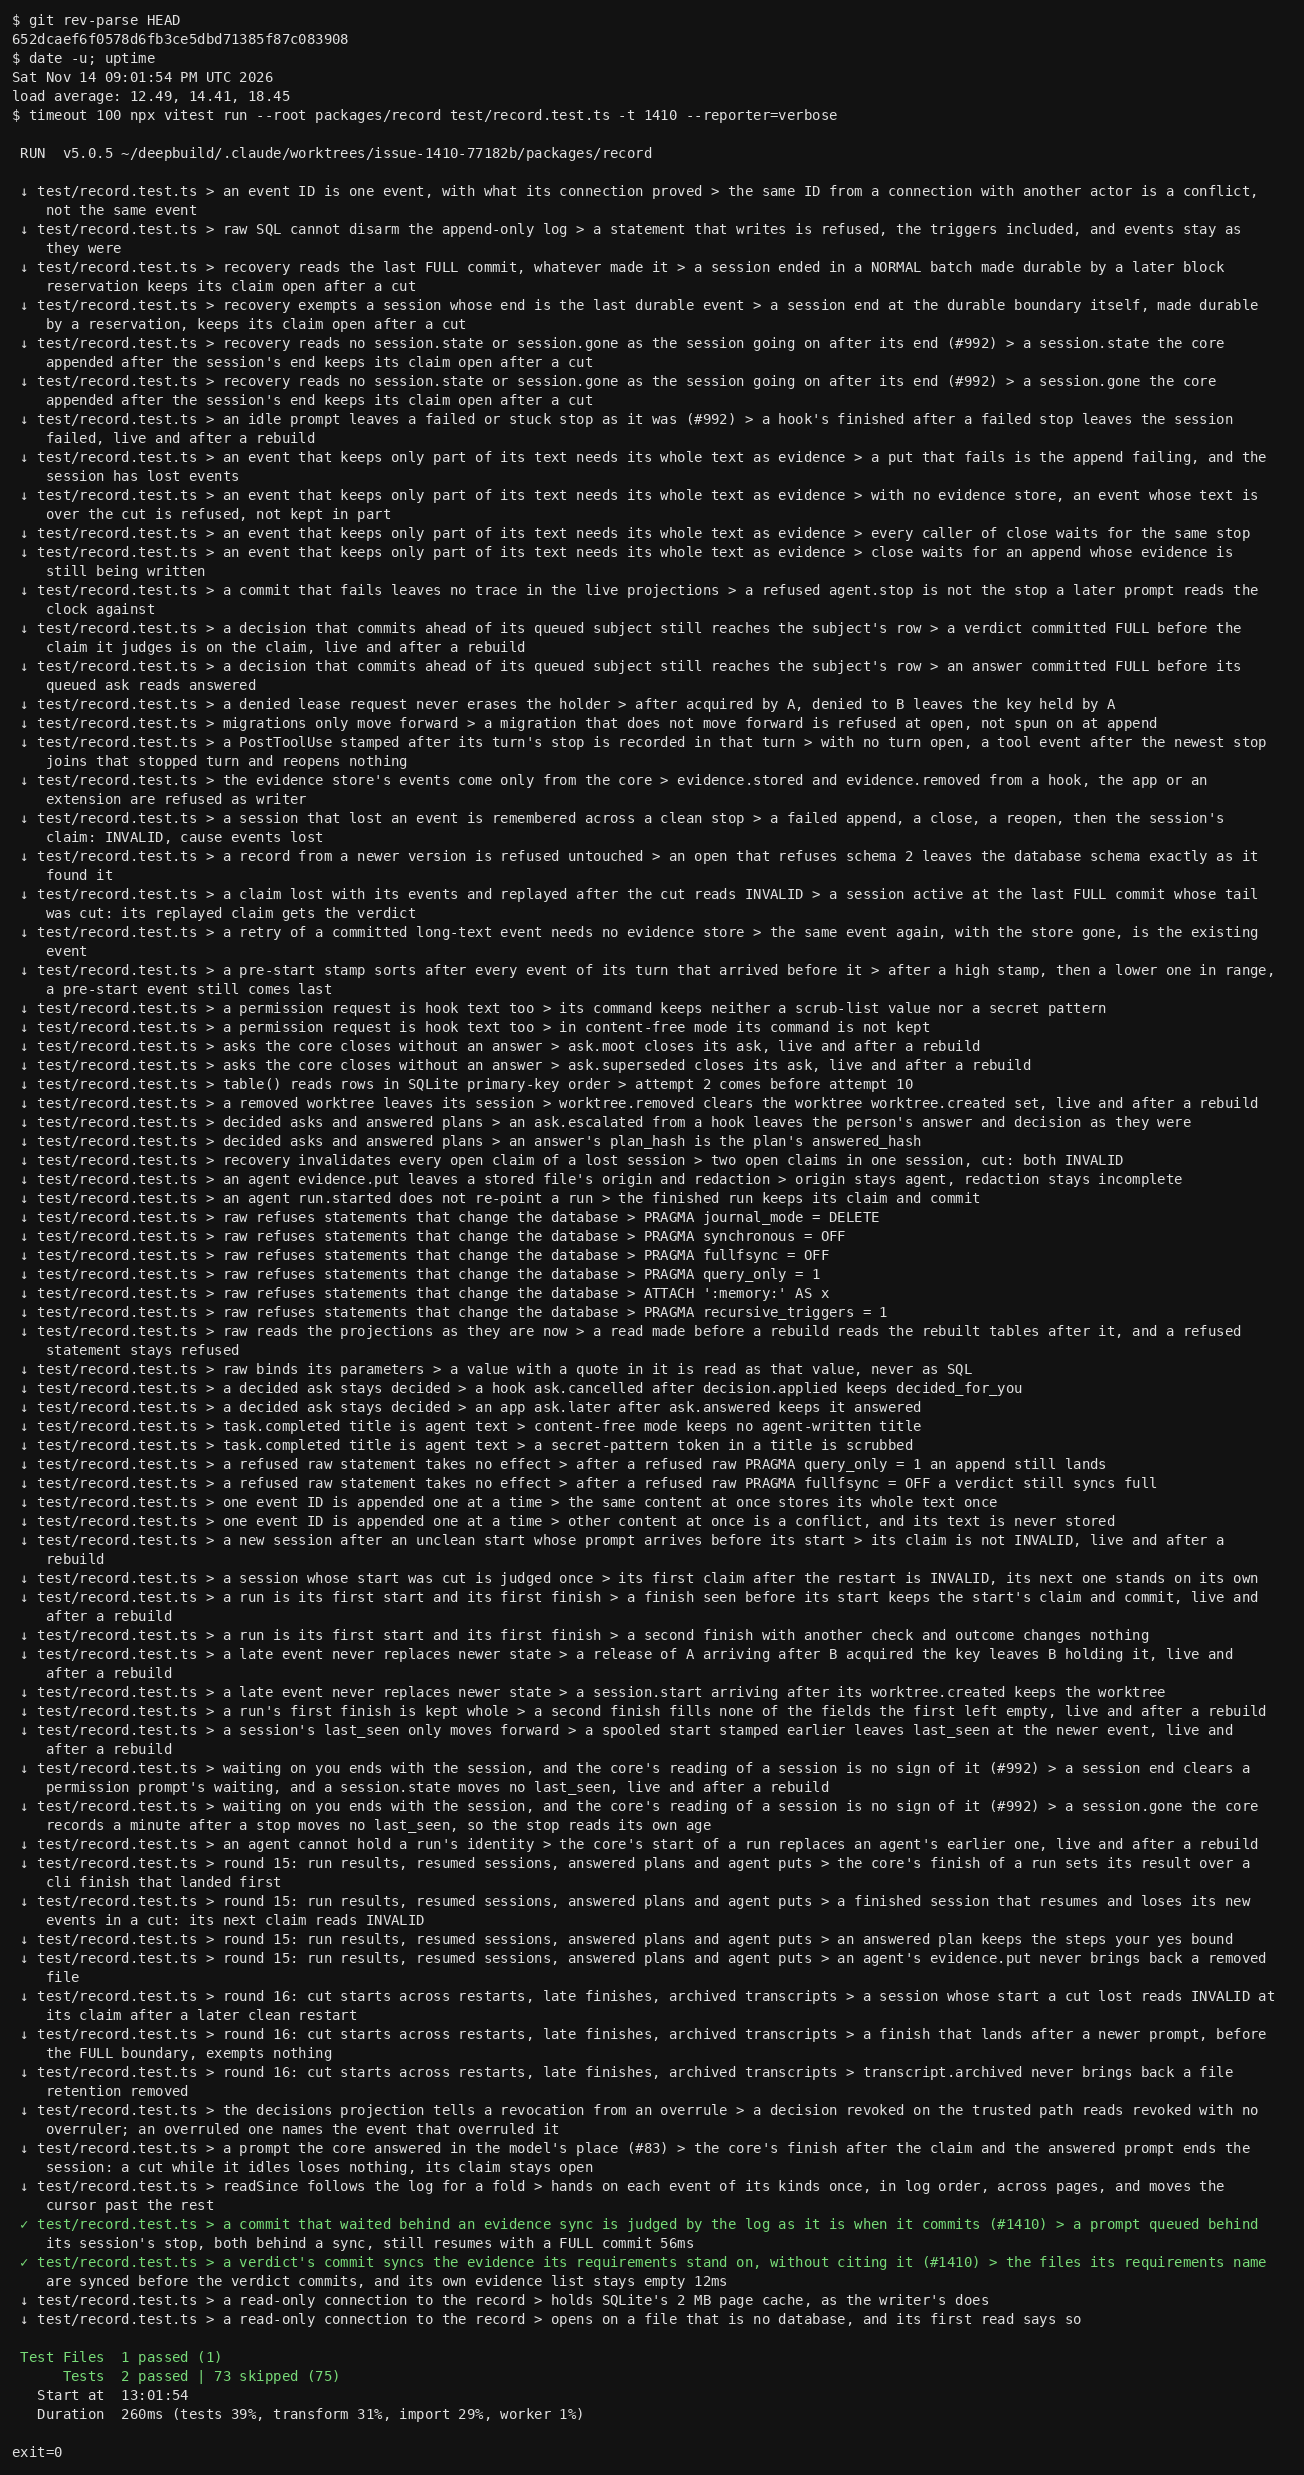 $ git rev-parse HEAD
652dcaef6f0578d6fb3ce5dbd71385f87c083908
$ date -u; uptime
Sat Nov 14 09:01:54 PM UTC 2026
load average: 12.49, 14.41, 18.45
$ timeout 100 npx vitest run --root packages/record test/record.test.ts -t 1410 --reporter=verbose
RUN  v5.0.5 ~/deepbuild/.claude/worktrees/issue-1410-77182b/packages/record
↓ test/record.test.ts > an event ID is one event, with what its connection proved > the same ID from a connection with another actor is a conflict,
not the same event
↓ test/record.test.ts > raw SQL cannot disarm the append-only log > a statement that writes is refused, the triggers included, and events stay as
they were
↓ test/record.test.ts > recovery reads the last FULL commit, whatever made it > a session ended in a NORMAL batch made durable by a later block
reservation keeps its claim open after a cut
↓ test/record.test.ts > recovery exempts a session whose end is the last durable event > a session end at the durable boundary itself, made durable
by a reservation, keeps its claim open after a cut
↓ test/record.test.ts > recovery reads no session.state or session.gone as the session going on after its end (#992) > a session.state the core
appended after the session's end keeps its claim open after a cut
↓ test/record.test.ts > recovery reads no session.state or session.gone as the session going on after its end (#992) > a session.gone the core
appended after the session's end keeps its claim open after a cut
↓ test/record.test.ts > an idle prompt leaves a failed or stuck stop as it was (#992) > a hook's finished after a failed stop leaves the session
failed, live and after a rebuild
↓ test/record.test.ts > an event that keeps only part of its text needs its whole text as evidence > a put that fails is the append failing, and the
session has lost events
↓ test/record.test.ts > an event that keeps only part of its text needs its whole text as evidence > with no evidence store, an event whose text is
over the cut is refused, not kept in part
↓ test/record.test.ts > an event that keeps only part of its text needs its whole text as evidence > every caller of close waits for the same stop
↓ test/record.test.ts > an event that keeps only part of its text needs its whole text as evidence > close waits for an append whose evidence is
still being written
↓ test/record.test.ts > a commit that fails leaves no trace in the live projections > a refused agent.stop is not the stop a later prompt reads the
clock against
↓ test/record.test.ts > a decision that commits ahead of its queued subject still reaches the subject's row > a verdict committed FULL before the
claim it judges is on the claim, live and after a rebuild
↓ test/record.test.ts > a decision that commits ahead of its queued subject still reaches the subject's row > an answer committed FULL before its
queued ask reads answered
↓ test/record.test.ts > a denied lease request never erases the holder > after acquired by A, denied to B leaves the key held by A
↓ test/record.test.ts > migrations only move forward > a migration that does not move forward is refused at open, not spun on at append
↓ test/record.test.ts > a PostToolUse stamped after its turn's stop is recorded in that turn > with no turn open, a tool event after the newest stop
joins that stopped turn and reopens nothing
↓ test/record.test.ts > the evidence store's events come only from the core > evidence.stored and evidence.removed from a hook, the app or an
extension are refused as writer
↓ test/record.test.ts > a session that lost an event is remembered across a clean stop > a failed append, a close, a reopen, then the session's
claim: INVALID, cause events lost
↓ test/record.test.ts > a record from a newer version is refused untouched > an open that refuses schema 2 leaves the database schema exactly as it
found it
↓ test/record.test.ts > a claim lost with its events and replayed after the cut reads INVALID > a session active at the last FULL commit whose tail
was cut: its replayed claim gets the verdict
↓ test/record.test.ts > a retry of a committed long-text event needs no evidence store > the same event again, with the store gone, is the existing
event
↓ test/record.test.ts > a pre-start stamp sorts after every event of its turn that arrived before it > after a high stamp, then a lower one in range,
a pre-start event still comes last
↓ test/record.test.ts > a permission request is hook text too > its command keeps neither a scrub-list value nor a secret pattern
↓ test/record.test.ts > a permission request is hook text too > in content-free mode its command is not kept
↓ test/record.test.ts > asks the core closes without an answer > ask.moot closes its ask, live and after a rebuild
↓ test/record.test.ts > asks the core closes without an answer > ask.superseded closes its ask, live and after a rebuild
↓ test/record.test.ts > table() reads rows in SQLite primary-key order > attempt 2 comes before attempt 10
↓ test/record.test.ts > a removed worktree leaves its session > worktree.removed clears the worktree worktree.created set, live and after a rebuild
↓ test/record.test.ts > decided asks and answered plans > an ask.escalated from a hook leaves the person's answer and decision as they were
↓ test/record.test.ts > decided asks and answered plans > an answer's plan_hash is the plan's answered_hash
↓ test/record.test.ts > recovery invalidates every open claim of a lost session > two open claims in one session, cut: both INVALID
↓ test/record.test.ts > an agent evidence.put leaves a stored file's origin and redaction > origin stays agent, redaction stays incomplete
↓ test/record.test.ts > an agent run.started does not re-point a run > the finished run keeps its claim and commit
↓ test/record.test.ts > raw refuses statements that change the database > PRAGMA journal_mode = DELETE
↓ test/record.test.ts > raw refuses statements that change the database > PRAGMA synchronous = OFF
↓ test/record.test.ts > raw refuses statements that change the database > PRAGMA fullfsync = OFF
↓ test/record.test.ts > raw refuses statements that change the database > PRAGMA query_only = 1
↓ test/record.test.ts > raw refuses statements that change the database > ATTACH ':memory:' AS x
↓ test/record.test.ts > raw refuses statements that change the database > PRAGMA recursive_triggers = 1
↓ test/record.test.ts > raw reads the projections as they are now > a read made before a rebuild reads the rebuilt tables after it, and a refused
statement stays refused
↓ test/record.test.ts > raw binds its parameters > a value with a quote in it is read as that value, never as SQL
↓ test/record.test.ts > a decided ask stays decided > a hook ask.cancelled after decision.applied keeps decided_for_you
↓ test/record.test.ts > a decided ask stays decided > an app ask.later after ask.answered keeps it answered
↓ test/record.test.ts > task.completed title is agent text > content-free mode keeps no agent-written title
↓ test/record.test.ts > task.completed title is agent text > a secret-pattern token in a title is scrubbed
↓ test/record.test.ts > a refused raw statement takes no effect > after a refused raw PRAGMA query_only = 1 an append still lands
↓ test/record.test.ts > a refused raw statement takes no effect > after a refused raw PRAGMA fullfsync = OFF a verdict still syncs full
↓ test/record.test.ts > one event ID is appended one at a time > the same content at once stores its whole text once
↓ test/record.test.ts > one event ID is appended one at a time > other content at once is a conflict, and its text is never stored
↓ test/record.test.ts > a new session after an unclean start whose prompt arrives before its start > its claim is not INVALID, live and after a
rebuild
↓ test/record.test.ts > a session whose start was cut is judged once > its first claim after the restart is INVALID, its next one stands on its own
↓ test/record.test.ts > a run is its first start and its first finish > a finish seen before its start keeps the start's claim and commit, live and
after a rebuild
↓ test/record.test.ts > a run is its first start and its first finish > a second finish with another check and outcome changes nothing
↓ test/record.test.ts > a late event never replaces newer state > a release of A arriving after B acquired the key leaves B holding it, live and
after a rebuild
↓ test/record.test.ts > a late event never replaces newer state > a session.start arriving after its worktree.created keeps the worktree
↓ test/record.test.ts > a run's first finish is kept whole > a second finish fills none of the fields the first left empty, live and after a rebuild
↓ test/record.test.ts > a session's last_seen only moves forward > a spooled start stamped earlier leaves last_seen at the newer event, live and
after a rebuild
↓ test/record.test.ts > waiting on you ends with the session, and the core's reading of a session is no sign of it (#992) > a session end clears a
permission prompt's waiting, and a session.state moves no last_seen, live and after a rebuild
↓ test/record.test.ts > waiting on you ends with the session, and the core's reading of a session is no sign of it (#992) > a session.gone the core
records a minute after a stop moves no last_seen, so the stop reads its own age
↓ test/record.test.ts > an agent cannot hold a run's identity > the core's start of a run replaces an agent's earlier one, live and after a rebuild
↓ test/record.test.ts > round 15: run results, resumed sessions, answered plans and agent puts > the core's finish of a run sets its result over a
cli finish that landed first
↓ test/record.test.ts > round 15: run results, resumed sessions, answered plans and agent puts > a finished session that resumes and loses its new
events in a cut: its next claim reads INVALID
↓ test/record.test.ts > round 15: run results, resumed sessions, answered plans and agent puts > an answered plan keeps the steps your yes bound
↓ test/record.test.ts > round 15: run results, resumed sessions, answered plans and agent puts > an agent's evidence.put never brings back a removed
file
↓ test/record.test.ts > round 16: cut starts across restarts, late finishes, archived transcripts > a session whose start a cut lost reads INVALID at
its claim after a later clean restart
↓ test/record.test.ts > round 16: cut starts across restarts, late finishes, archived transcripts > a finish that lands after a newer prompt, before
the FULL boundary, exempts nothing
↓ test/record.test.ts > round 16: cut starts across restarts, late finishes, archived transcripts > transcript.archived never brings back a file
retention removed
↓ test/record.test.ts > the decisions projection tells a revocation from an overrule > a decision revoked on the trusted path reads revoked with no
overruler; an overruled one names the event that overruled it
↓ test/record.test.ts > a prompt the core answered in the model's place (#83) > the core's finish after the claim and the answered prompt ends the
session: a cut while it idles loses nothing, its claim stays open
↓ test/record.test.ts > readSince follows the log for a fold > hands on each event of its kinds once, in log order, across pages, and moves the
cursor past the rest
✓ test/record.test.ts > a commit that waited behind an evidence sync is judged by the log as it is when it commits (#1410) > a prompt queued behind
its session's stop, both behind a sync, still resumes with a FULL commit 56ms
✓ test/record.test.ts > a verdict's commit syncs the evidence its requirements stand on, without citing it (#1410) > the files its requirements name
are synced before the verdict commits, and its own evidence list stays empty 12ms
↓ test/record.test.ts > a read-only connection to the record > holds SQLite's 2 MB page cache, as the writer's does
↓ test/record.test.ts > a read-only connection to the record > opens on a file that is no database, and its first read says so
Test Files  1 passed (1)
Tests  2 passed | 73 skipped (75)
Start at  13:01:54
Duration  260ms (tests 39%, transform 31%, import 29%, worker 1%)
exit=0